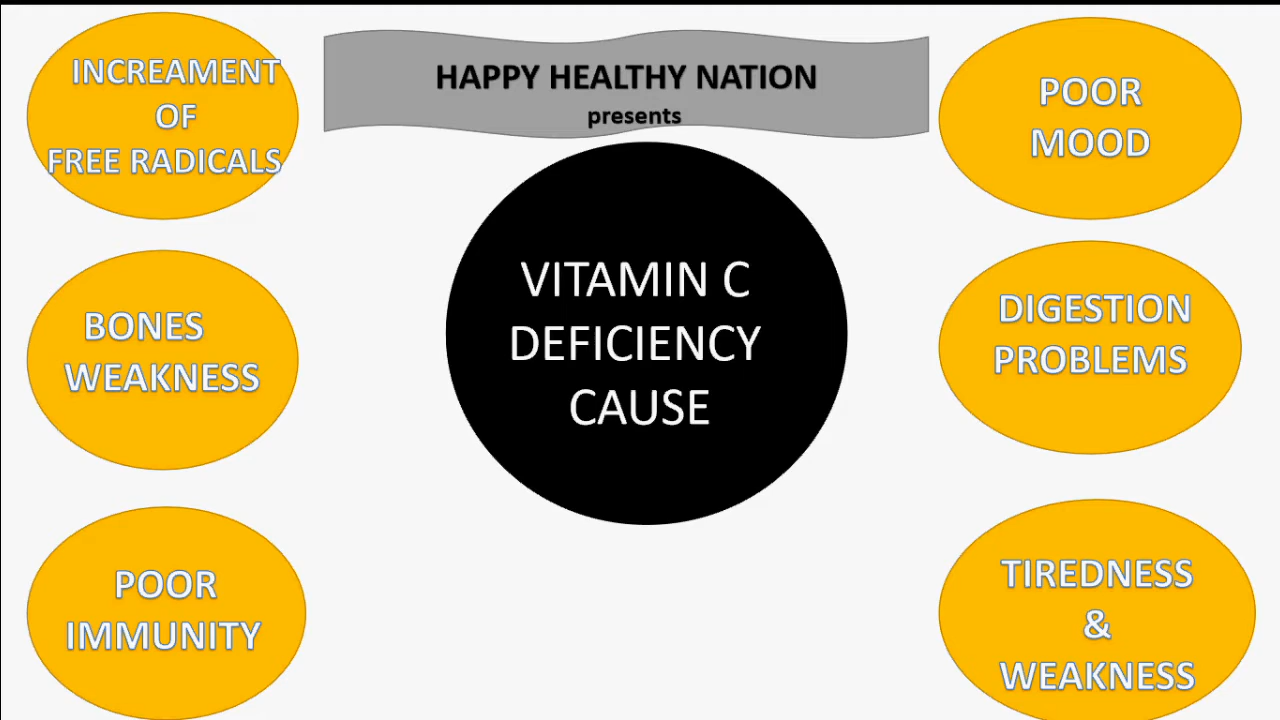 HAPPY HEALTHY NATION
presents
INCREAMENT
OF
FREE RADICALS
BONES
WEAKNESS
POOR
IMMUNITY
VITAMIN C
DEFICIENCY
CAUSE
POOR
MOOD
DIGESTION
PROBLEMS
TIREDNESS
&
WEAKNESS